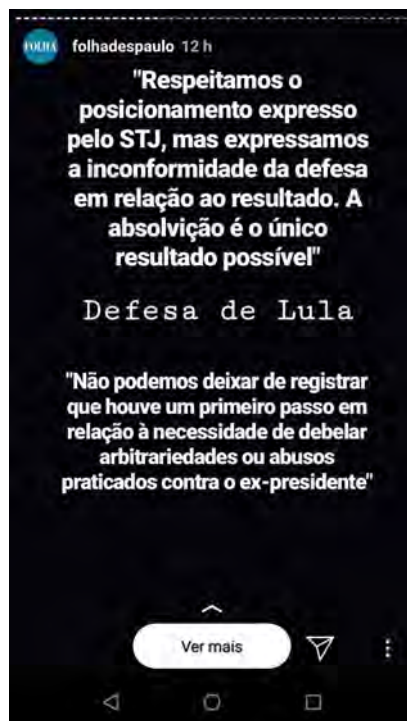 FOLHA
folhadespaulo 12 h
"Respeitamos o
posicionamento expresso
pelo STJ, mas expressamos
a inconformidade da defesa
em relação ao resultado. A
absolvição é o único
resultado possível"
Defesa de Lula
"Não podemos deixar de registrar
que houve um primeiro passo em
relação à necessidade de debelar
arbitrariedades ou abusos
praticados contra o ex-presidente"
Ver mais